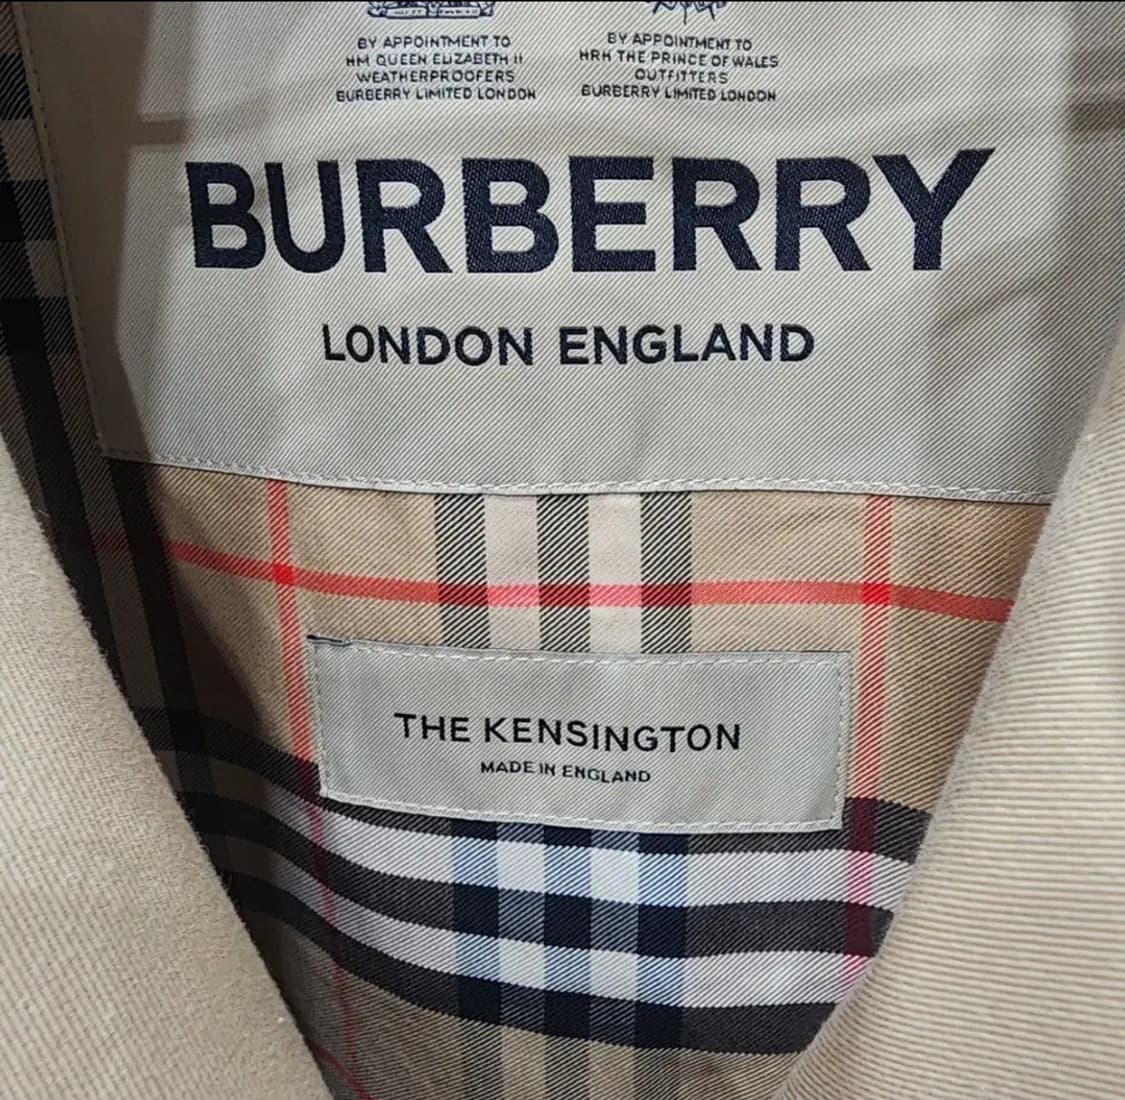 BY APPOINTMENT TO
HM QUEEN ELIZABETH II
WEATHERPROOFERS
BURBERRY LIMITED LONDON
BY APPOINTMENT TO
HRH THE PRINCE OF WALES
OUTFITTERS
BURBERRY LIMITED LONDON
BURBERRY
LONDON ENGLAND
THE KENSINGTON
MADE IN ENGLAND